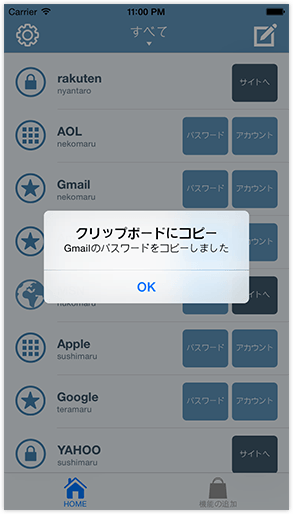 Carrier 11:00 PM
すべて
rakuten
nyantaro
サイトへ
AOL
nekomaru
パスワード アカウント
Gmail
nekomaru
パスワード アカウント
クリップボードにコピー
Gmailのパスワードをコピーしました
OK
サイトへ
Apple
sushimaru
パスワード アカウント
Google
teramaru
パスワード アカウント
YAHOO
sushimaru
サイトへ
HOME 機能の追加